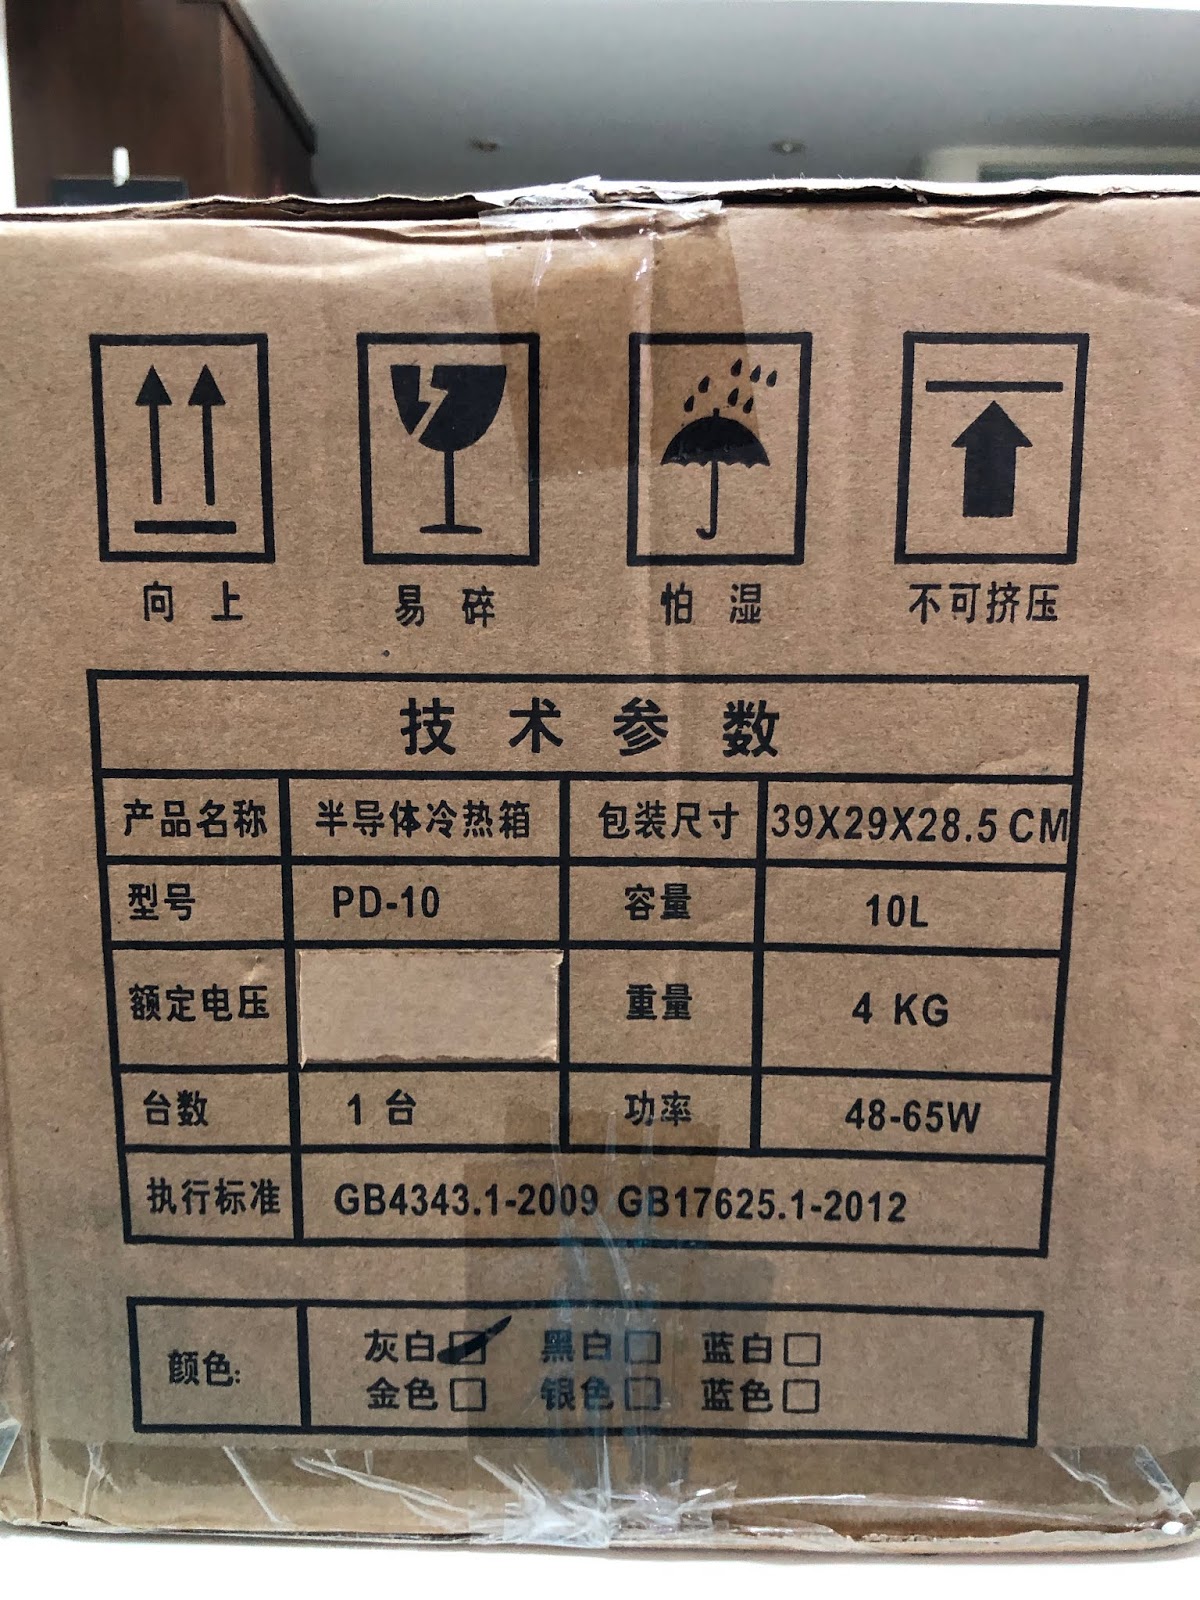 向上 易碎 怕湿 不可挤压
技术参数
产品名称 半导体冷热箱 包装尺寸 39X29X28.5CM
型号 PD-10 容量 10L
额定电压 重量 4 KG
台数 1 台 功率 48-65W
执行标准 GB4343.1-2009 GB17625.1-2012
颜色: 灰白 黑白 蓝白
金色 银色 蓝色